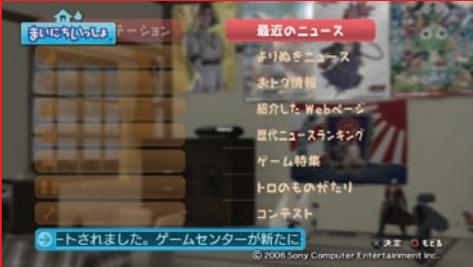 まいにちいっしょ
ーション
最近のニュース
よりぬきニュース
おトク情報
紹介した Webページ
歴代ニュースランキング
ゲーム特集
トロのものがたり
コンテスト
ートされました。ゲームセンターが新たに
×決定 ○もどる
© 2006 Sony Computer Entertainment Inc.